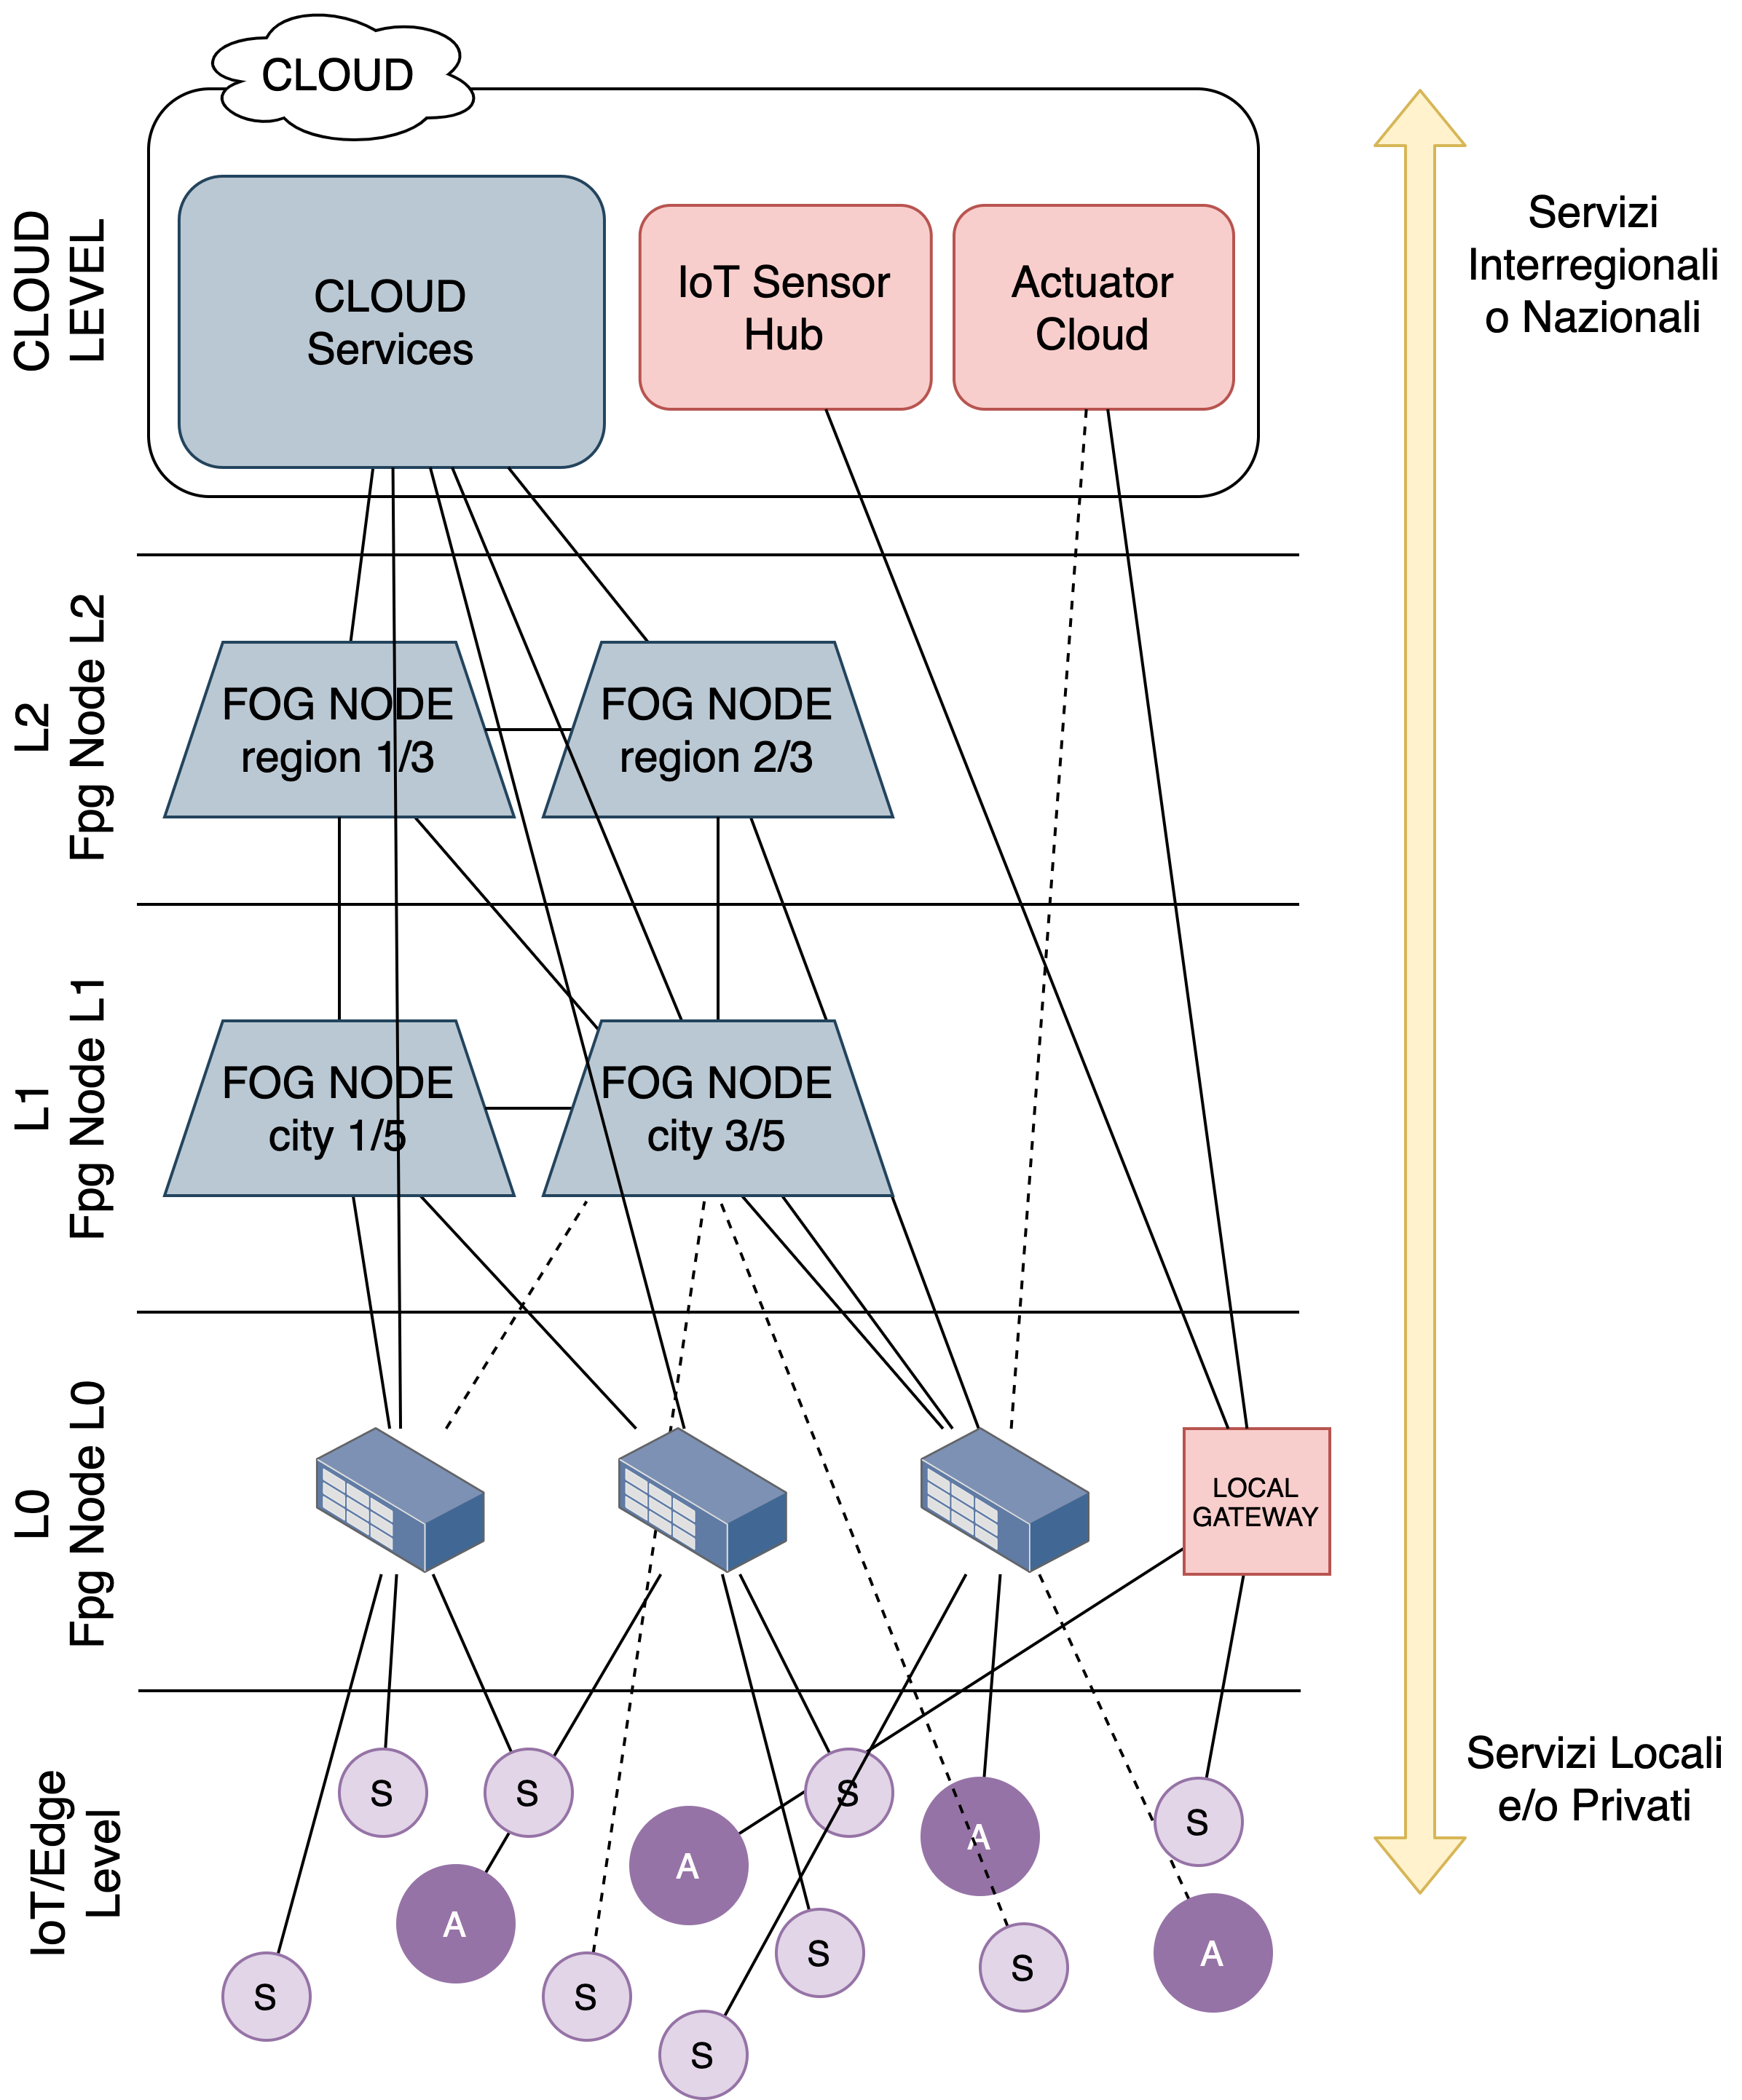 CLOUD
CLOUD
LEVEL
CLOUD
Services
IoT Sensor
Hub
Actuator
Cloud
Servizi
Interregionali
o Nazionali
L2
Fpg Node L2
FOG NODE
region 1/3
FOG NODE
region 2/3
L1
Fpg Node L1
FOG NODE
city 1/5
FOG NODE
city 3/5
L0
Fpg Node L0
LOCAL
GATEWAY
IoT/Edge
Level
Servizi Locali
e/o Privati
S
S
S
A
S
A
A
S
S
S
S
A
S